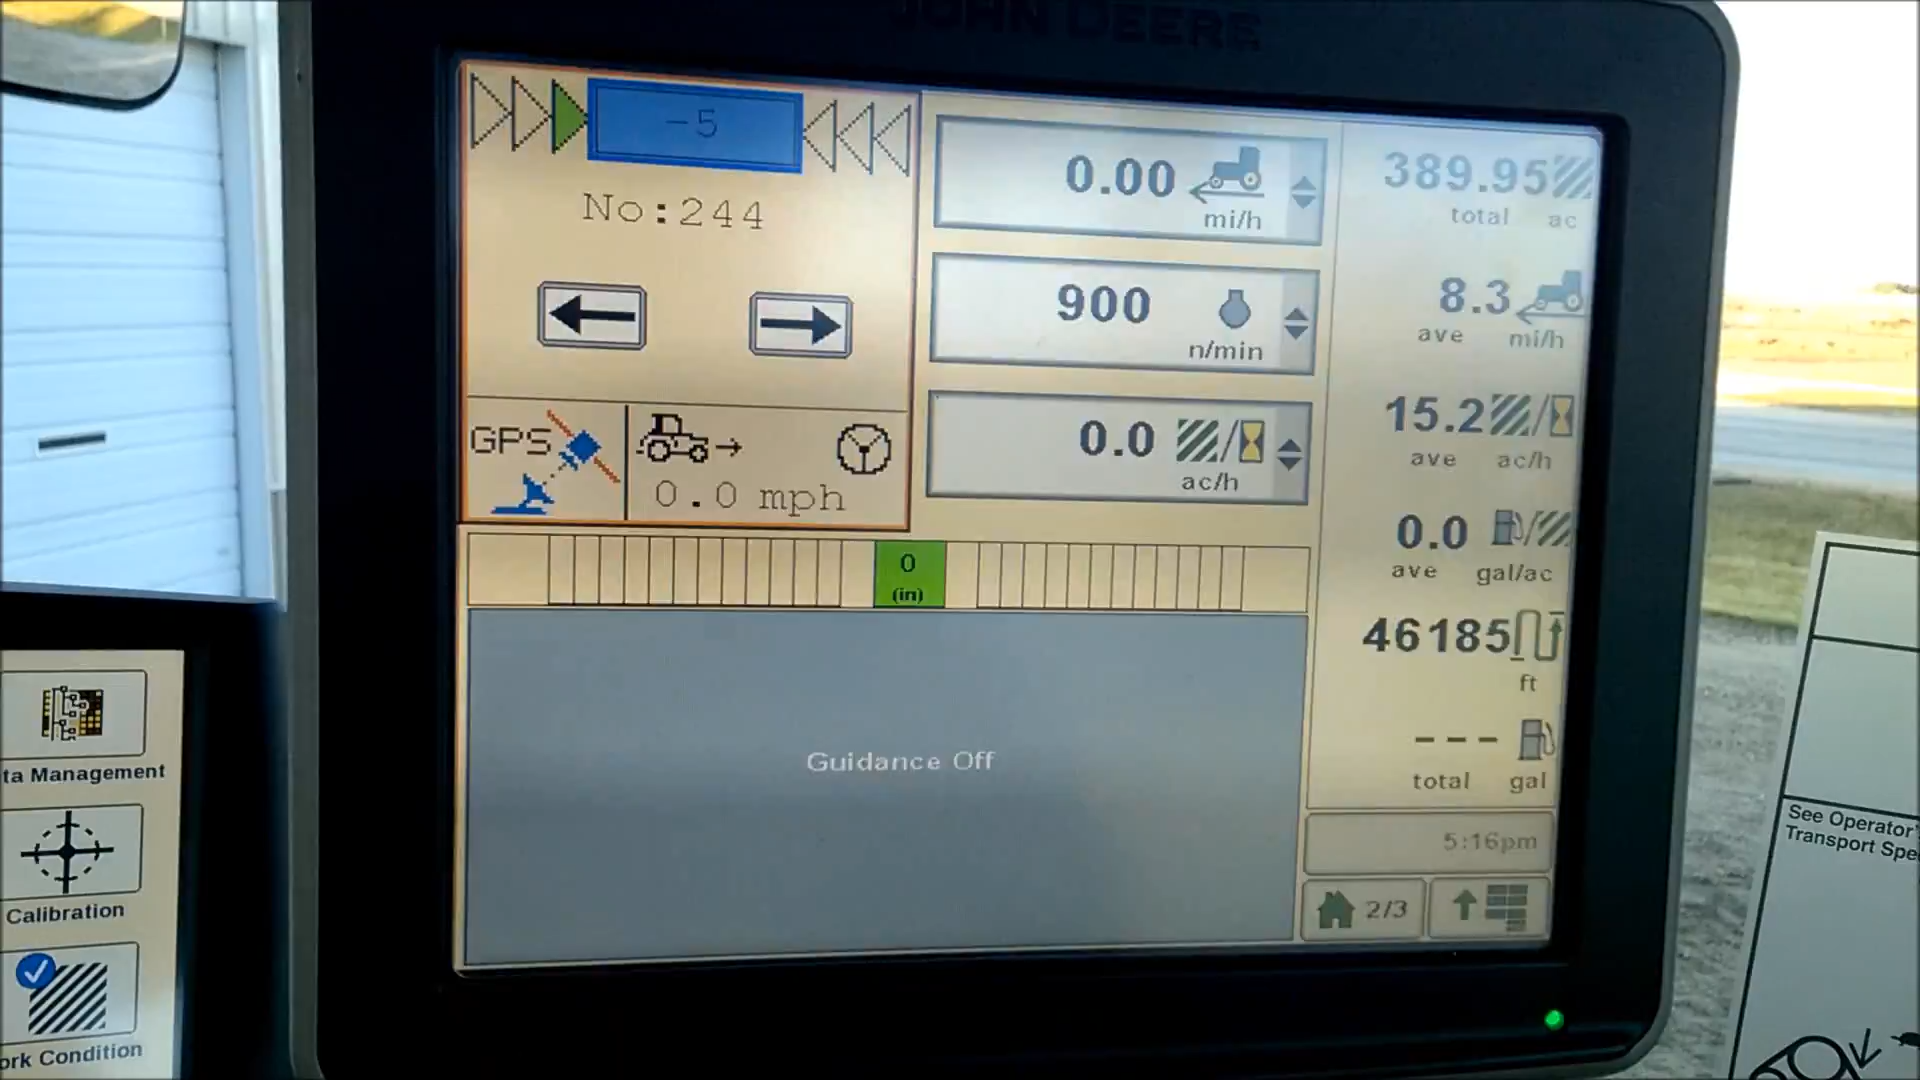 JOHN DEERE
-5
No:244
GPS
0.0 mph
0.00
mi/h
900
n/min
0.0
/
ac/h
0
(in)
Guidance Off
389.95
total ac
8.3
ave mi/h
15.2
/
ave ac/h
0.0
/
ave gal/ac
46185
ft
---
total gal
5:16pm
2/3
ta Management
Calibration
ork Condition
See Operator'
Transport Spe